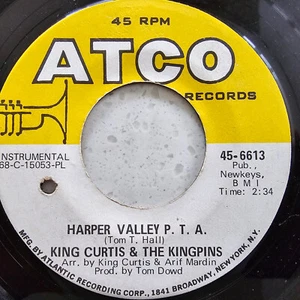 45 RPM
ATCO
RECORDS
INSTRUMENTAL
68-C-15053-PL
45-6613
Pub.,
Newkeys,
BMI
Time: 2:34
HARPER VALLEY P. T. A.
(Tom T. Hall)
KING CURTIS & THE KINGPINS
Arr. by King Curtis & Arif Mardin
Prod. by Tom Dowd
MFG. BY ATLANTIC RECORDING CORP., 1841 BROADWAY, NEW YORK, N.Y.